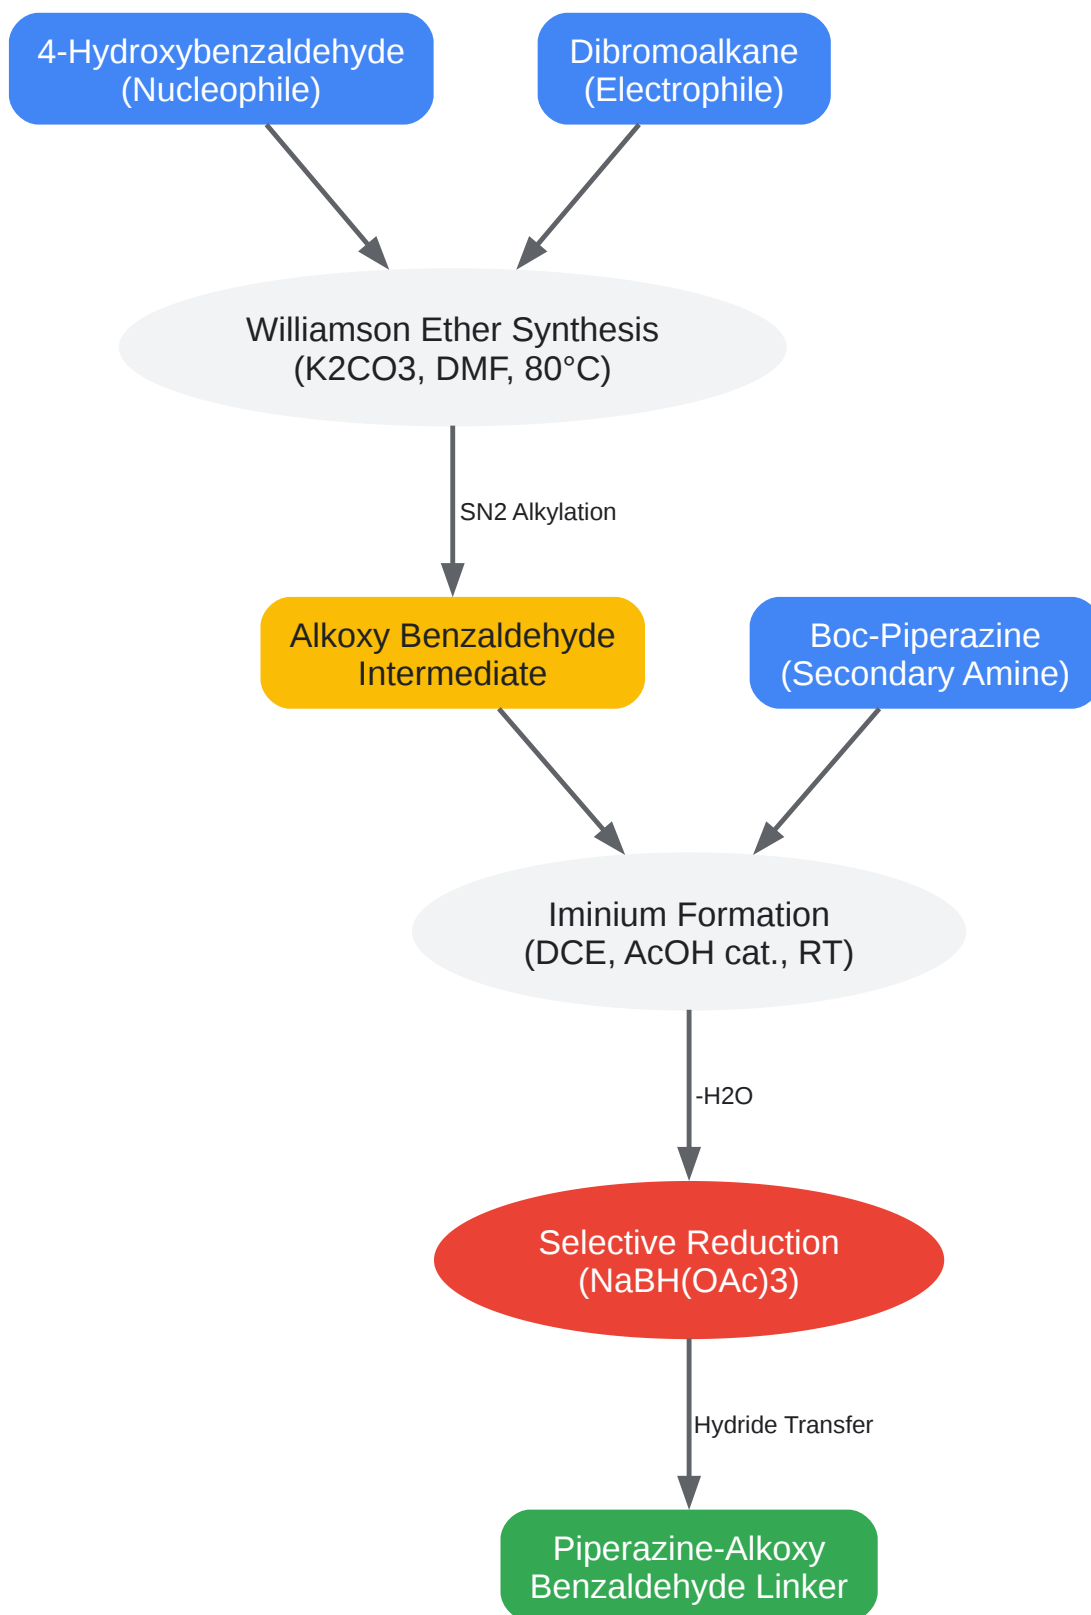 4-Hydroxybenzaldehyde
(Nucleophile)
Dibromoalkane
(Electrophile)
Williamson Ether Synthesis
(K2CO3, DMF, 80°C)
SN2 Alkylation
Alkoxy Benzaldehyde
Intermediate
Boc-Piperazine
(Secondary Amine)
Iminium Formation
(DCE, AcOH cat., RT)
-H2O
Selective Reduction
(NaBH(OAc)3)
Hydride Transfer
Piperazine-Alkoxy
Benzaldehyde Linker